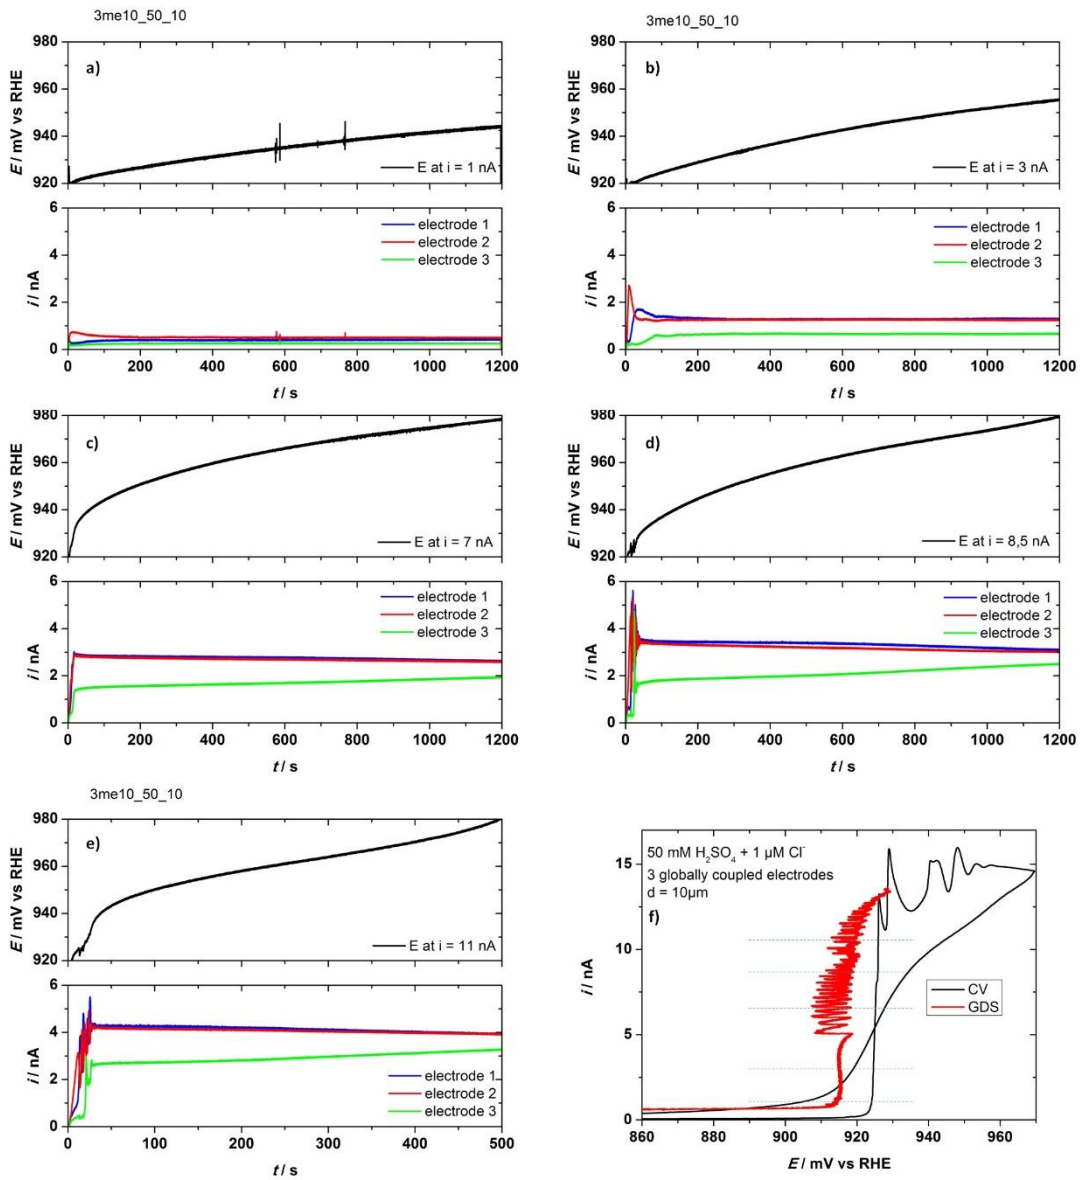 3me10_50_10
3me10_50_10
980
960
940
920
E / mV vs RHE
a)
E at i = 1 nA
980
960
940
920
E / mV vs RHE
b)
E at i = 3 nA
6
4
2
0
i / nA
electrode 1
electrode 2
electrode 3
0 200 400 600 800 1000 1200
t / s
6
4
2
0
i / nA
electrode 1
electrode 2
electrode 3
0 200 400 600 800 1000 1200
t / s
980
960
940
920
E / mV vs RHE
c)
E at i = 7 nA
980
960
940
920
E / mV vs RHE
d)
E at i = 8,5 nA
6
4
2
0
i / nA
electrode 1
electrode 2
electrode 3
0 200 400 600 800 1000 1200
t / s
6
4
2
0
i / nA
electrode 1
electrode 2
electrode 3
0 200 400 600 800 1000 1200
t / s
3me10_50_10
980
960
940
920
E / mV vs RHE
e)
E at i = 11 nA
6
4
2
0
i / nA
electrode 1
electrode 2
electrode 3
0 100 200 300 400 500
t / s
15
10
5
0
i / nA
50 mM H₂SO₄ + 1 µM Cl⁻
3 globally coupled electrodes
d = 10µm
f)
CV
GDS
860 880 900 920 940 960
E / mV vs RHE